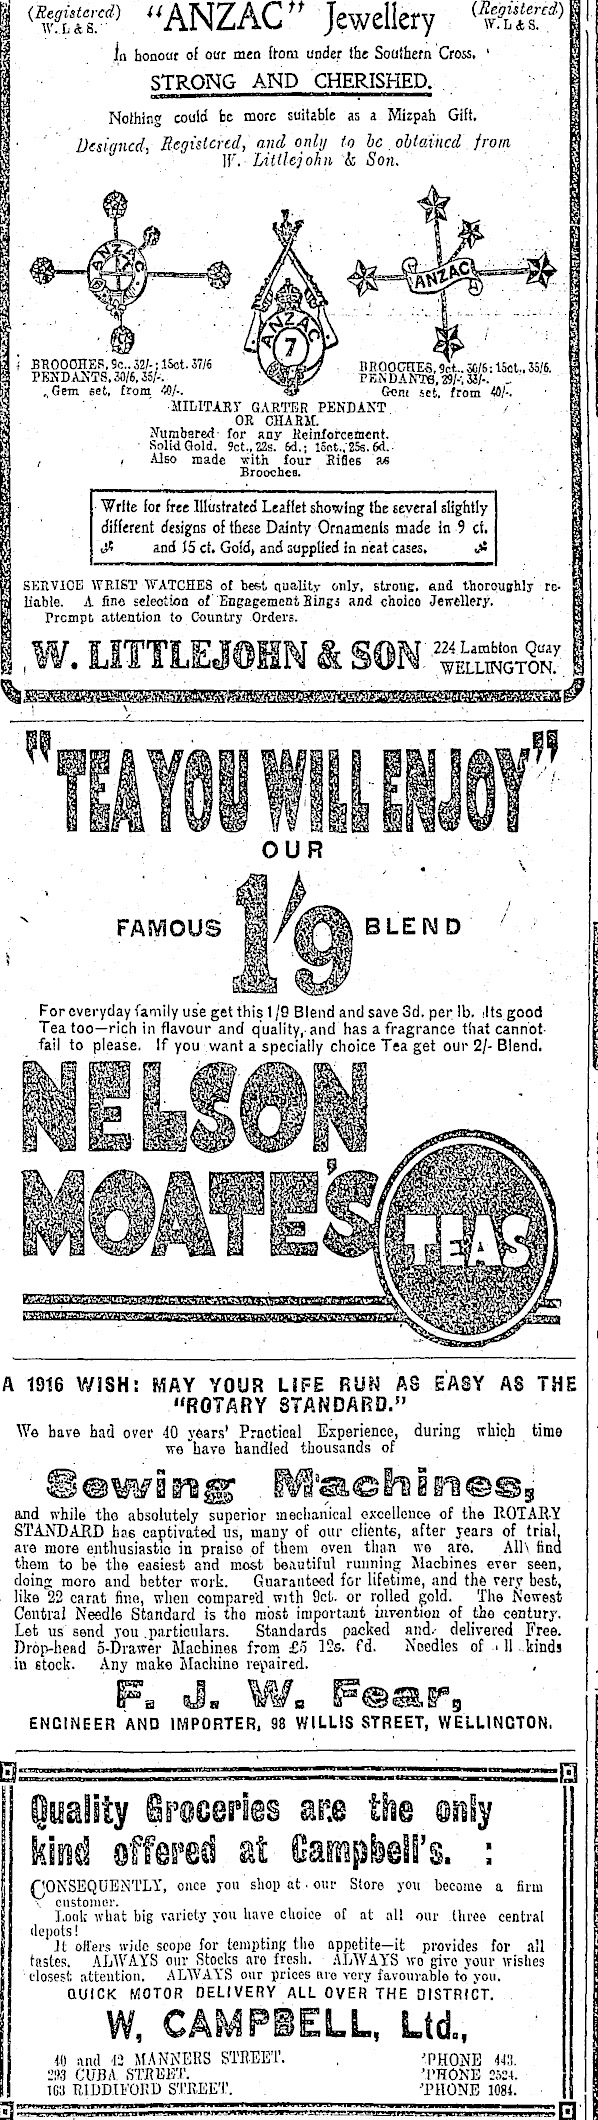 (Registered) "ANZAC" Jewellery (Registered)
W. L & S. W. L & S.
In honour of our men from under the Southern Cross.
STRONG AND CHERISHED.
Nothing could be more suitable as a Mizpah Gift.
Designed, Registered, and only to be obtained from
W. Littlejohn & Son.
ANZAC
ANZAC
7
ANZAC
BROOCHES, 9c., 32/-; 15ct. 37/6
PENDANTS, 30/6, 35/-.
Gem set, from 40/-.
BROOCHES, 9ct., 30/6; 15ct., 35/6.
PENDANTS, 29/-, 33/-.
Gem set, from 40/-.
MILITARY GARTER PENDANT
OR CHARM.
Numbered for any Reinforcement.
Solid Gold. 9ct., 22s. 6d.; 15ct., 25s. 6d.
Also made with four Rifles as
Brooches.
Write for free Illustrated Leaflet showing the several slightly
different designs of these Dainty Ornaments made in 9 ct.
and 15 ct. Gold, and supplied in neat cases.
SERVICE WRIST WATCHES of best quality only, strong, and thoroughly re-
liable. A fine selection of Engagement Rings and choice Jewellery.
Prompt attention to Country Orders.
W. LITTLEJOHN & SON 224 Lambton Quay
WELLINGTON.
"TEA YOU WILL ENJOY"
OUR
FAMOUS 1/9 BLEND
For everyday family use get this 1/9 Blend and save 3d. per lb. Its good
Tea too—rich in flavour and quality, and has a fragrance that cannot
fail to please. If you want a specially choice Tea get our 2/- Blend.
NELSON
MOATE'S
TEAS
A 1916 WISH: MAY YOUR LIFE RUN AS EASY AS THE
"ROTARY STANDARD."
We have had over 40 years' Practical Experience, during which time
we have handled thousands of
Sewing Machines,
and while the absolutely superior mechanical excellence of the ROTARY
STANDARD has captivated us, many of our clients, after years of trial,
are more enthusiastic in praise of them even than we are. All find
them to be the easiest and most beautiful running Machines ever seen,
doing more and better work. Guaranteed for lifetime, and the very best,
like 22 carat fine, when compared with 9ct. or rolled gold. The Newest
Central Needle Standard is the most important invention of the century.
Let us send you particulars. Standards packed and delivered Free.
Drop-head 5-Drawer Machines from £5 12s. Needles of kinds
in stock. Any make Machine repaired.
F. J. W. Fear,
ENGINEER AND IMPORTER, 98 WILLIS STREET, WELLINGTON.
Quality Groceries are the only
kind offered at Campbell's. :
CONSEQUENTLY, once you shop at our Store you become a firm
customer.
Look what big variety you have choice of at all our three central
depots!
It offers wide scope for tempting the appetite—it provides for all
tastes. ALWAYS our Stocks are fresh. ALWAYS we give your wishes
closest attention. ALWAYS our prices are very favourable to you.
QUICK MOTOR DELIVERY ALL OVER THE DISTRICT.
W, CAMPBELL, Ltd.,
40 and 42 MANNERS STREET. 'PHONE 443.
293 CUBA STREET. 'PHONE 2524.
163 RIDDIFORD STREET. 'PHONE 1084.